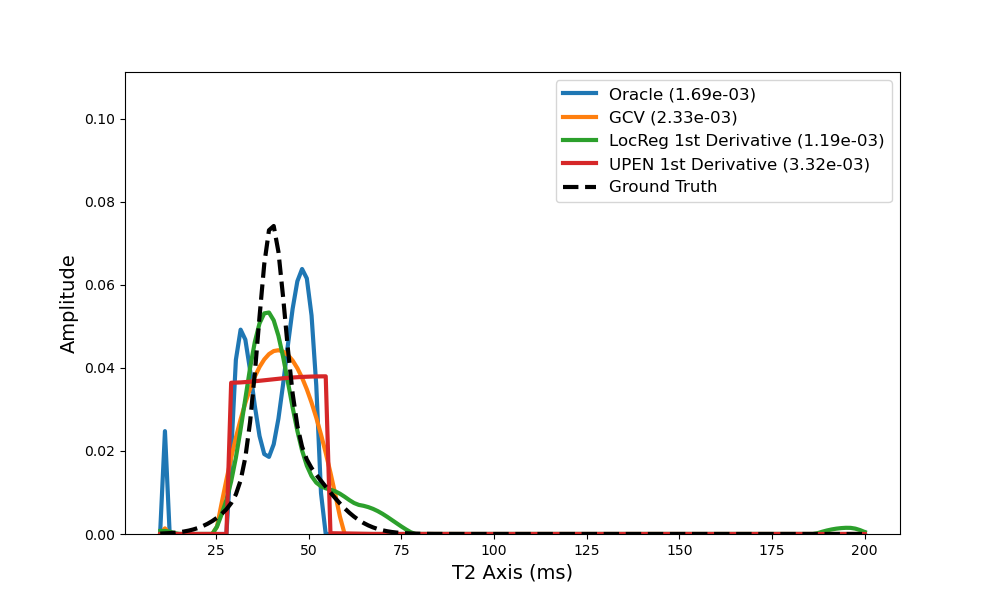 Oracle (1.69e-03)
GCV (2.33e-03)
LocReg 1st Derivative (1.19e-03)
UPEN 1st Derivative (3.32e-03)
Ground Truth
Amplitude
0.10
0.08
0.06
0.04
0.02
0.00
25 50 75 100 125 150 175 200
T2 Axis (ms)